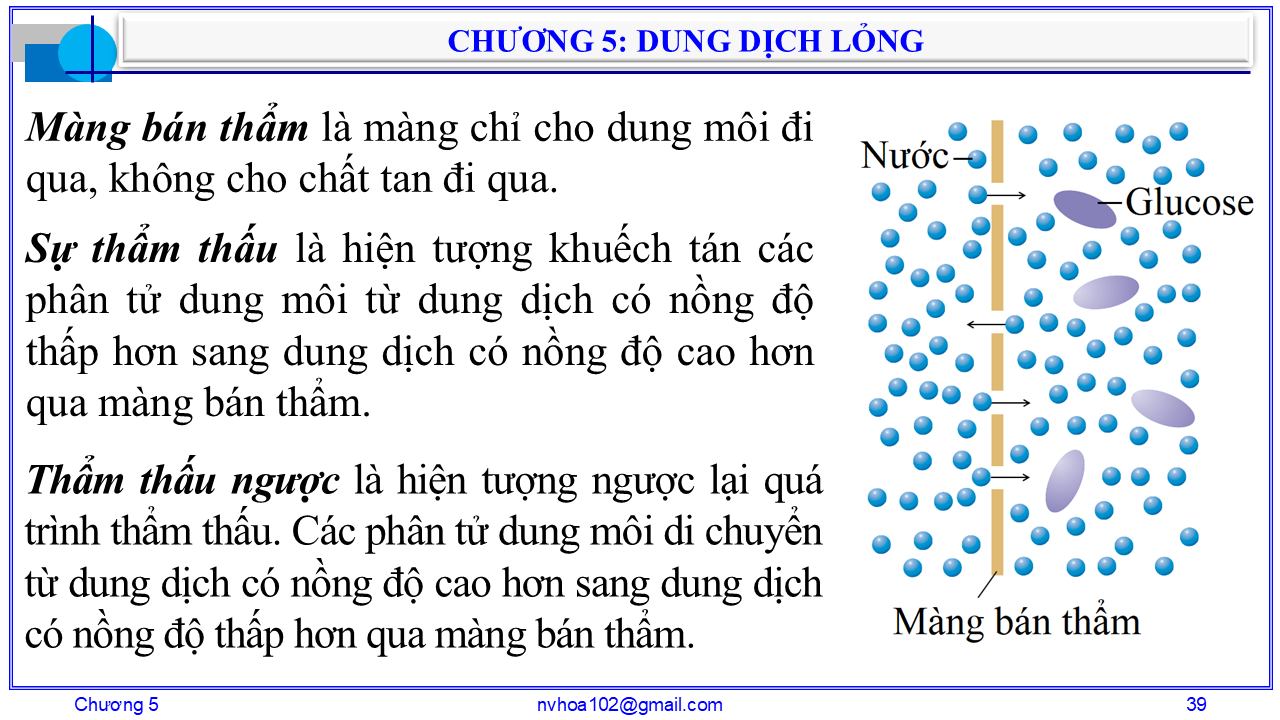 CHƯƠNG 5: DUNG DỊCH LỎNG
Màng bán thẩm là màng chỉ cho dung môi đi
qua, không cho chất tan đi qua.
Sự thẩm thấu là hiện tượng khuếch tán các
phân tử dung môi từ dung dịch có nồng độ
thấp hơn sang dung dịch có nồng độ cao hơn
qua màng bán thẩm.
Thẩm thấu ngược là hiện tượng ngược lại quá
trình thẩm thấu. Các phân tử dung môi di chuyển
từ dung dịch có nồng độ cao hơn sang dung dịch
có nồng độ thấp hơn qua màng bán thẩm.
Nước
Glucose
Màng bán thẩm
Chương 5
nvhoa102@gmail.com
39